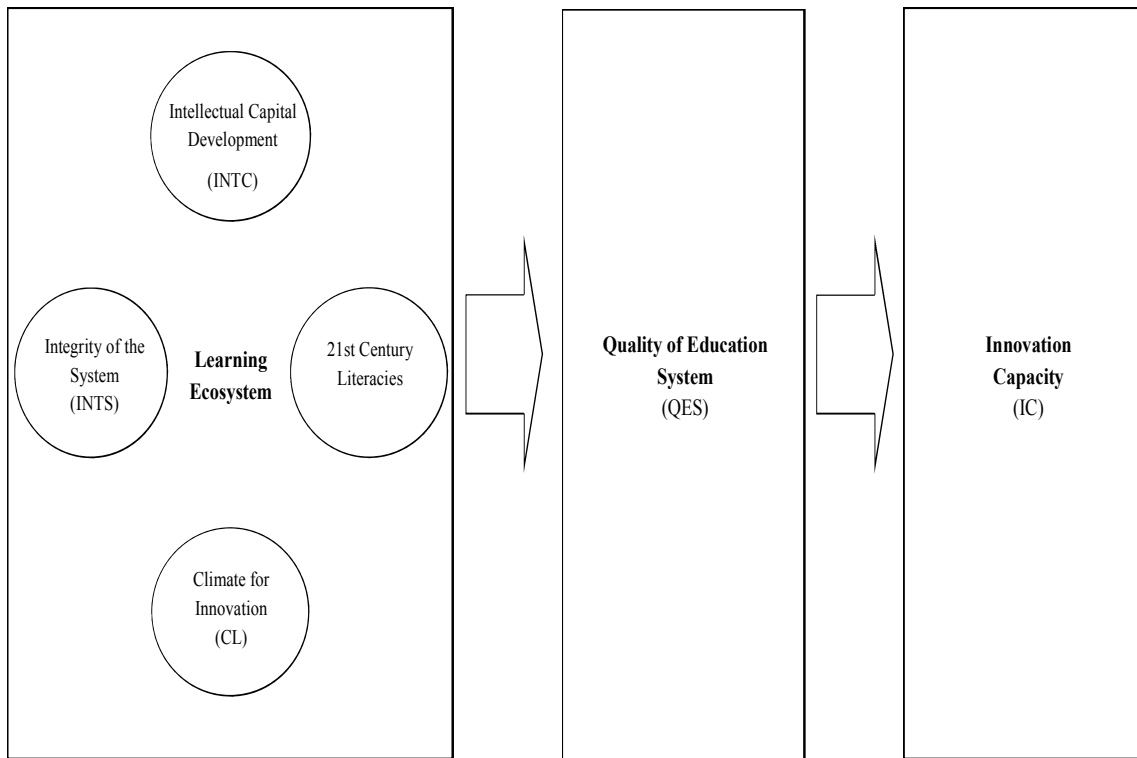 Intellectual Capital
Development
(INTC)
Integrity of the
System
(INTS)
Learning
Ecosystem
21st Century
Literacies
Climate for
Innovation
(CL)
Quality of Education
System
(QES)
Innovation
Capacity
(IC)